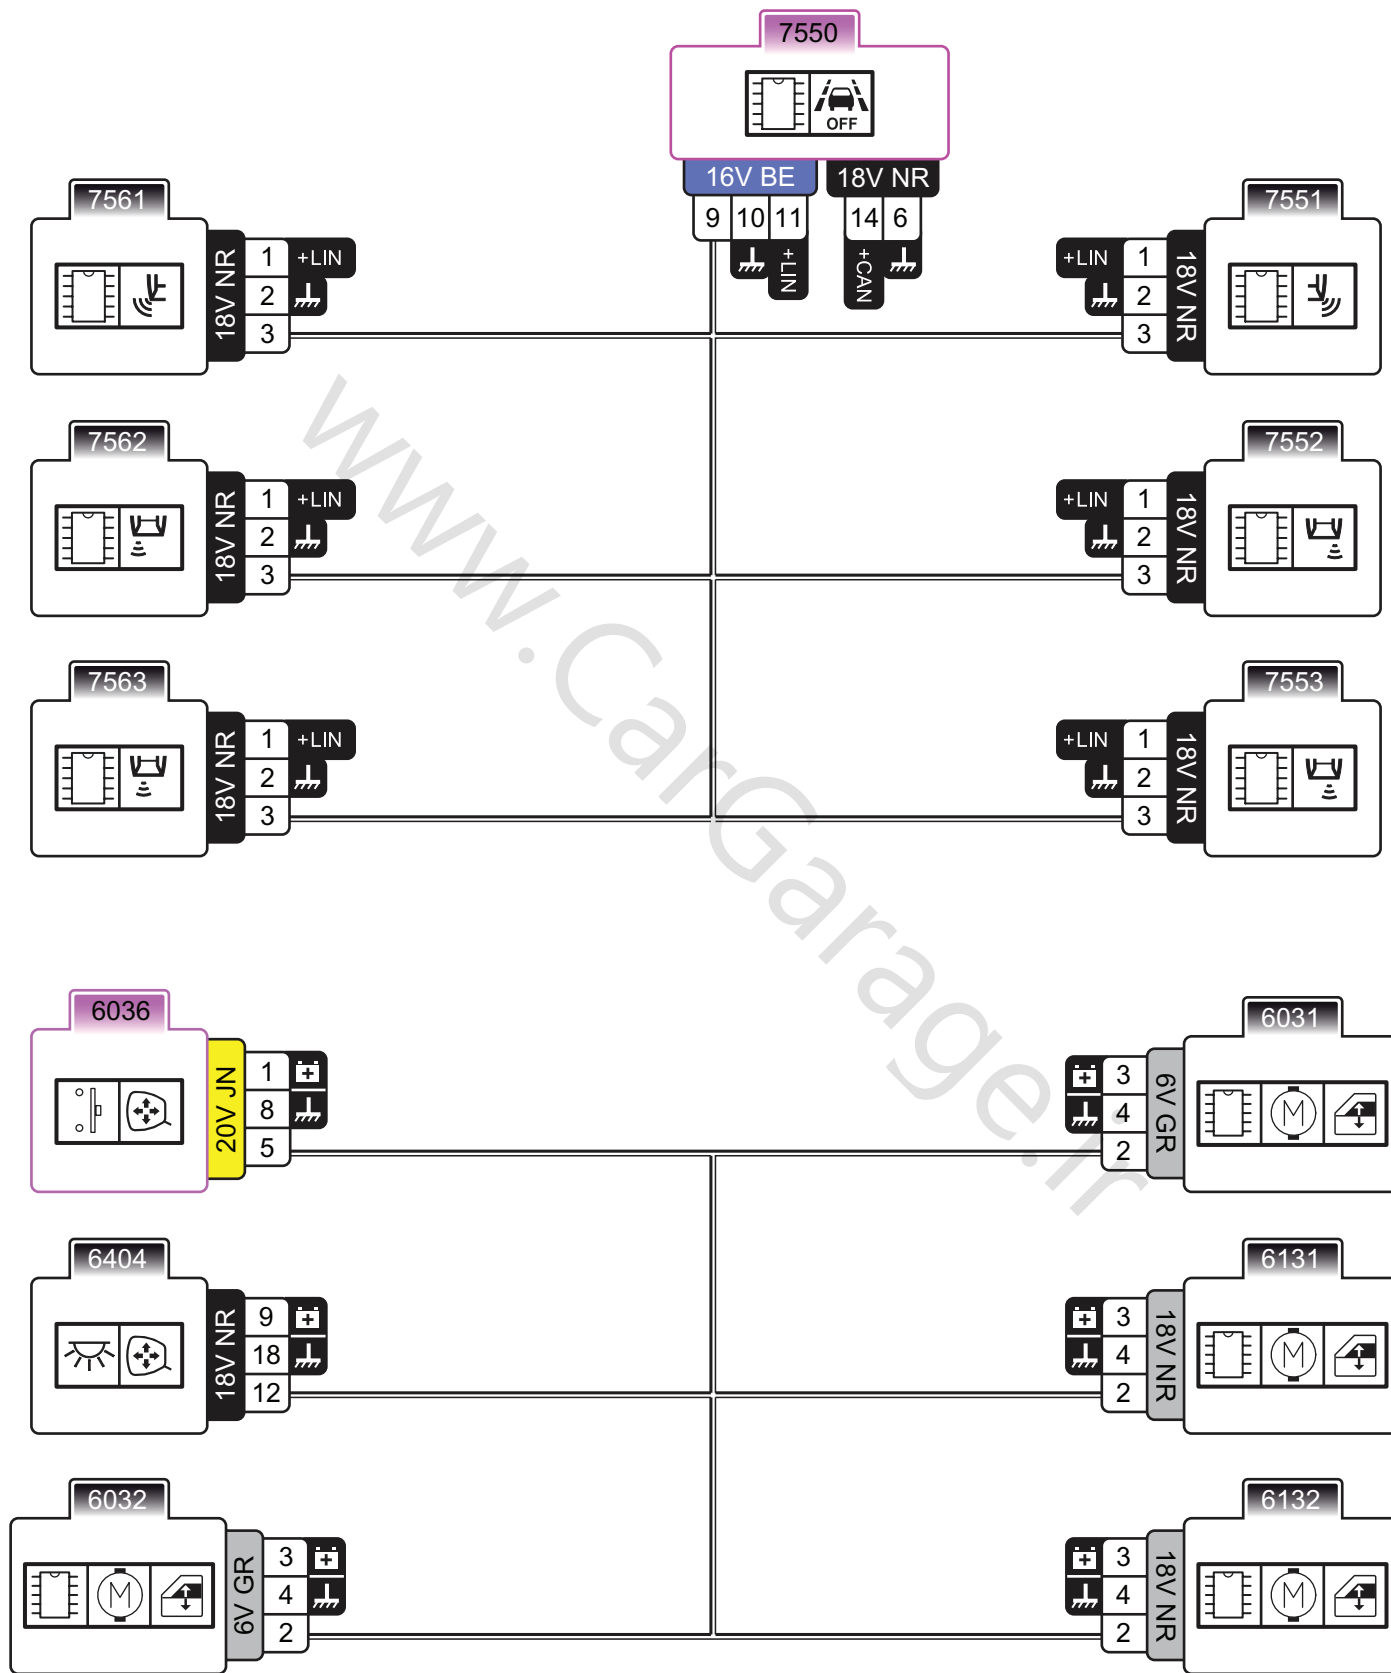 7550
OFF
16V BE
18V NR
9 10 11
14 6
+LIN
+CAN
7561
18V NR
1 +LIN
2
3
7551
+LIN 1
2
3
18V NR
7562
18V NR
1 +LIN
2
3
7552
+LIN 1
2
3
18V NR
7563
18V NR
1 +LIN
2
3
7553
+LIN 1
2
3
18V NR
www.CarGarage.ir
6036
20V JN
1
8
5
6031
3
4
2
6V GR
M
6404
18V NR
9
18
12
6131
3
4
2
18V NR
M
6032
M
6V GR
3
4
2
6132
3
4
2
18V NR
M